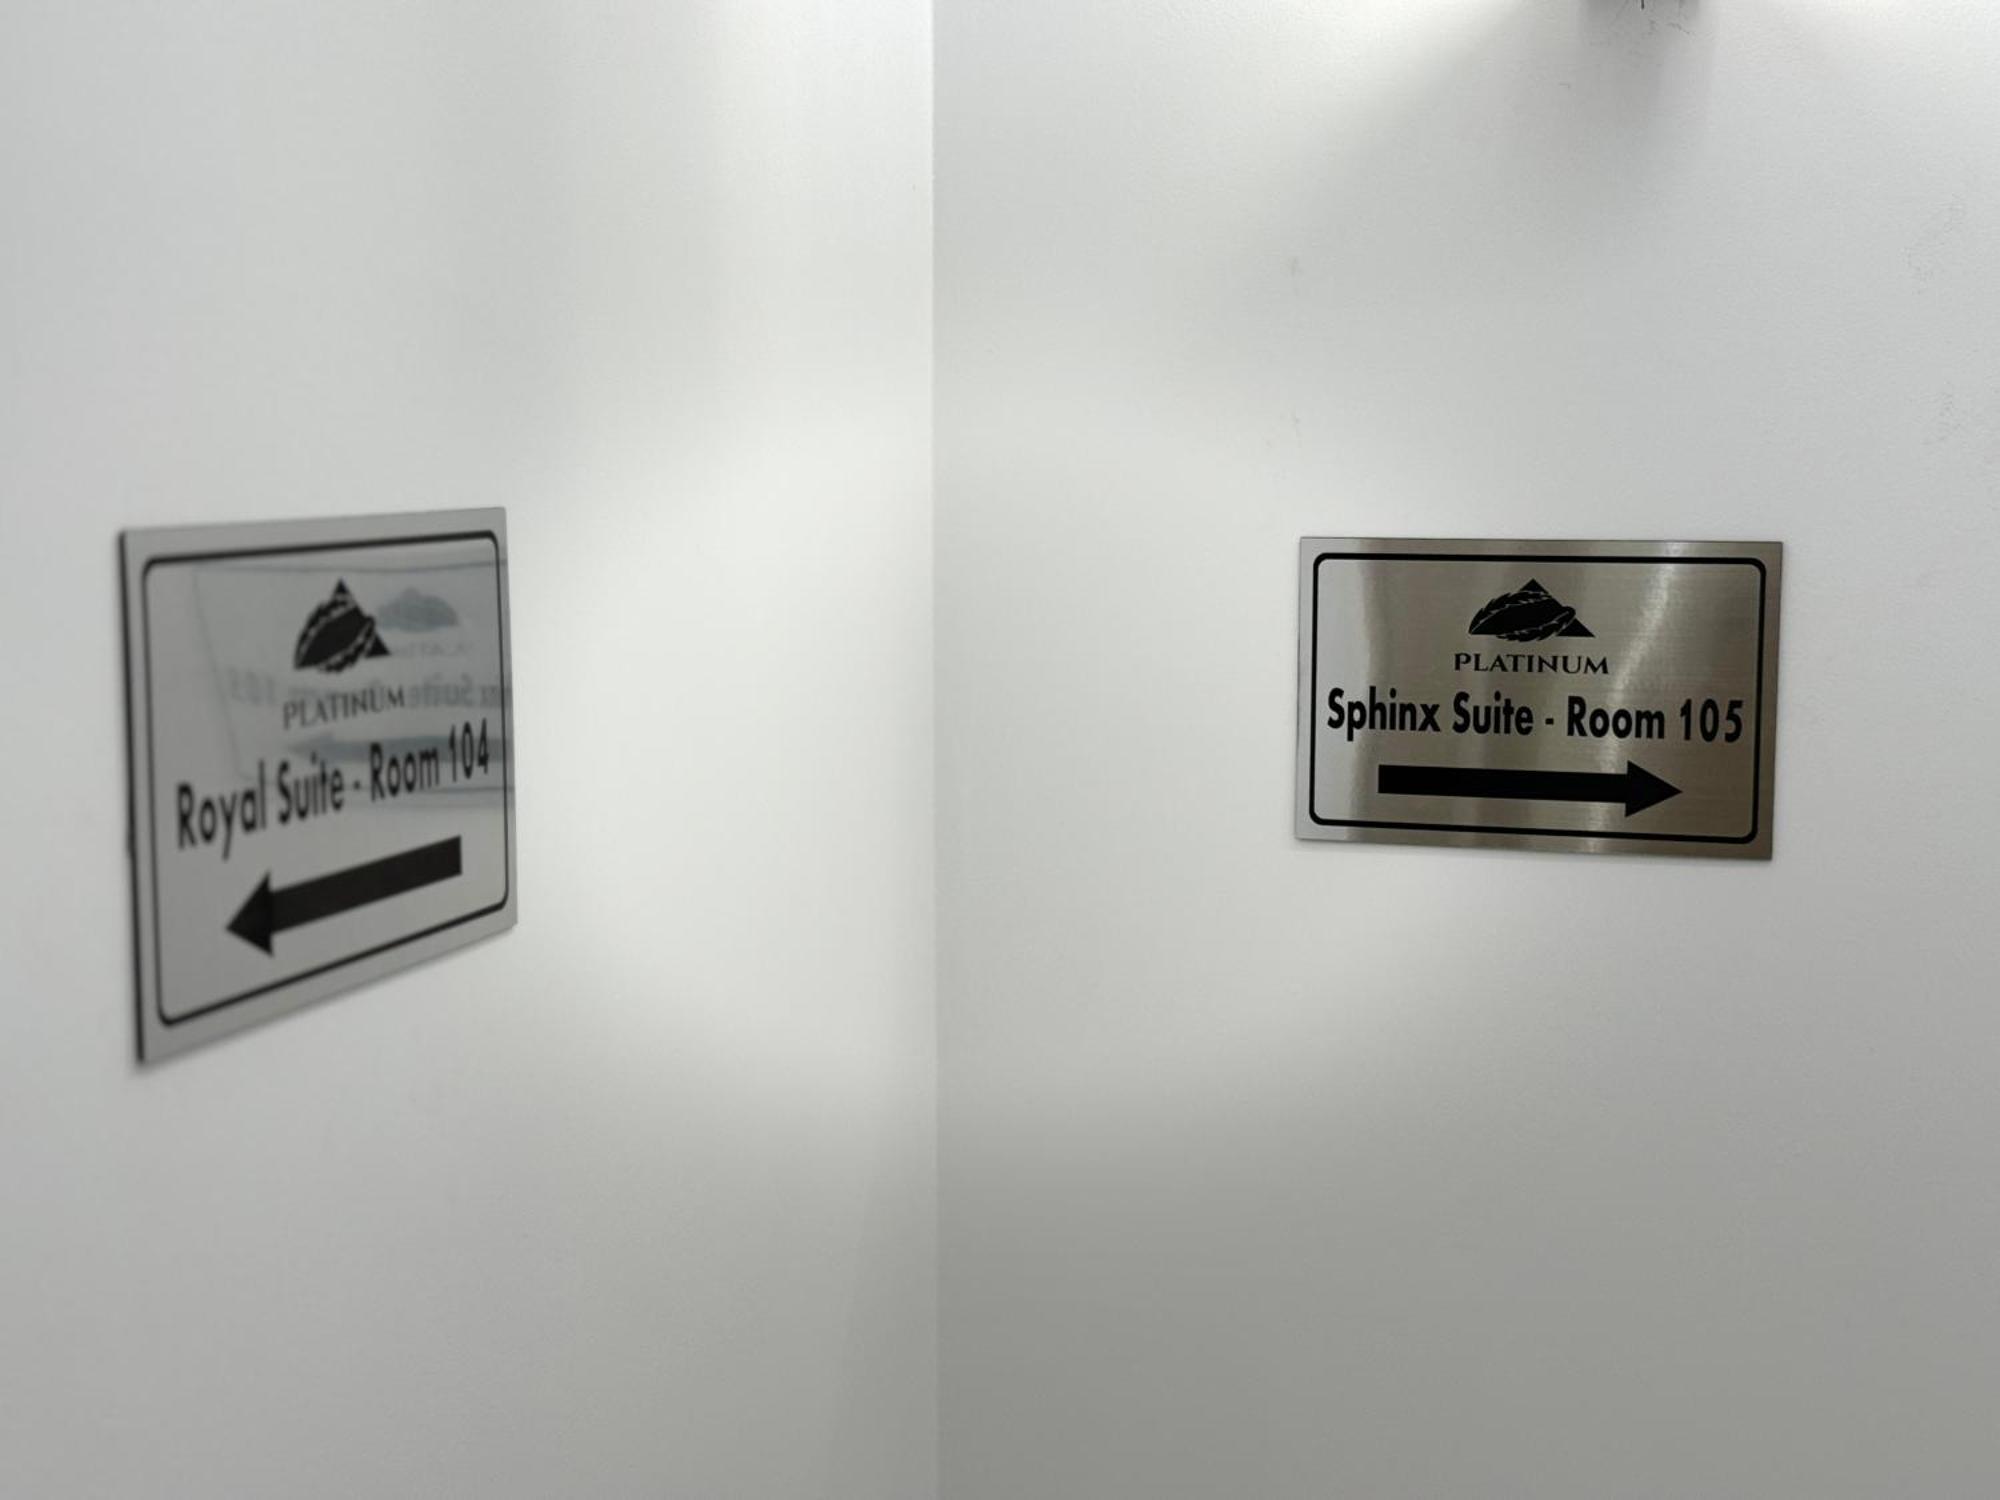 PLATINUM
Royal Suite - Room 104
PLATINUM
Sphinx Suite - Room 105